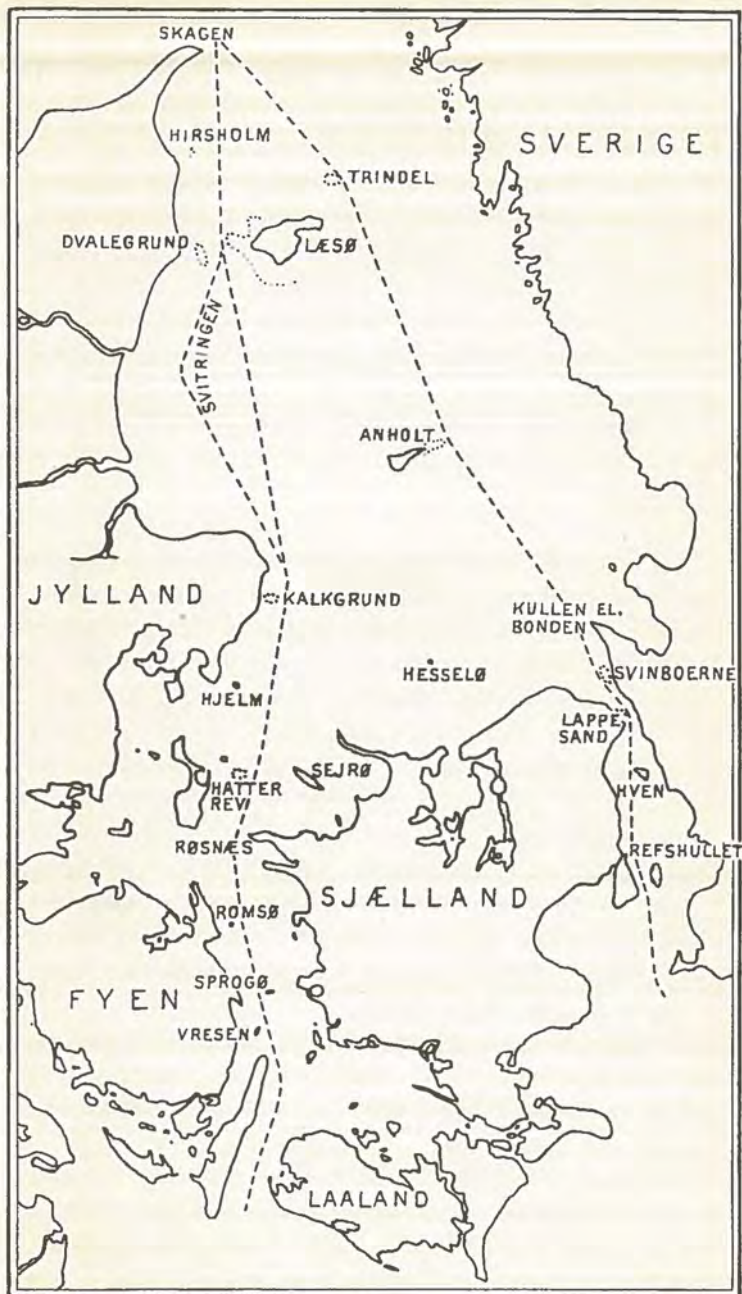 SKAGEN
HIRSHOLM
SVERIGE
TRINDEL
DVALEGRUND
LÆSØ
SVITRINGEN
ANHOLT
JYLLAND
KALKGRUND
KULLEN EL.
BONDEN
HESSELØ
SVINBOERNE
HJELM
LAPPE
SAND
SEJRØ
HATTER
REV
HVEN
RØSNÆS
REFSHULLET
SJÆLLAND
ROMSØ
FYEN
SPROGØ
VRESEN
LAALAND